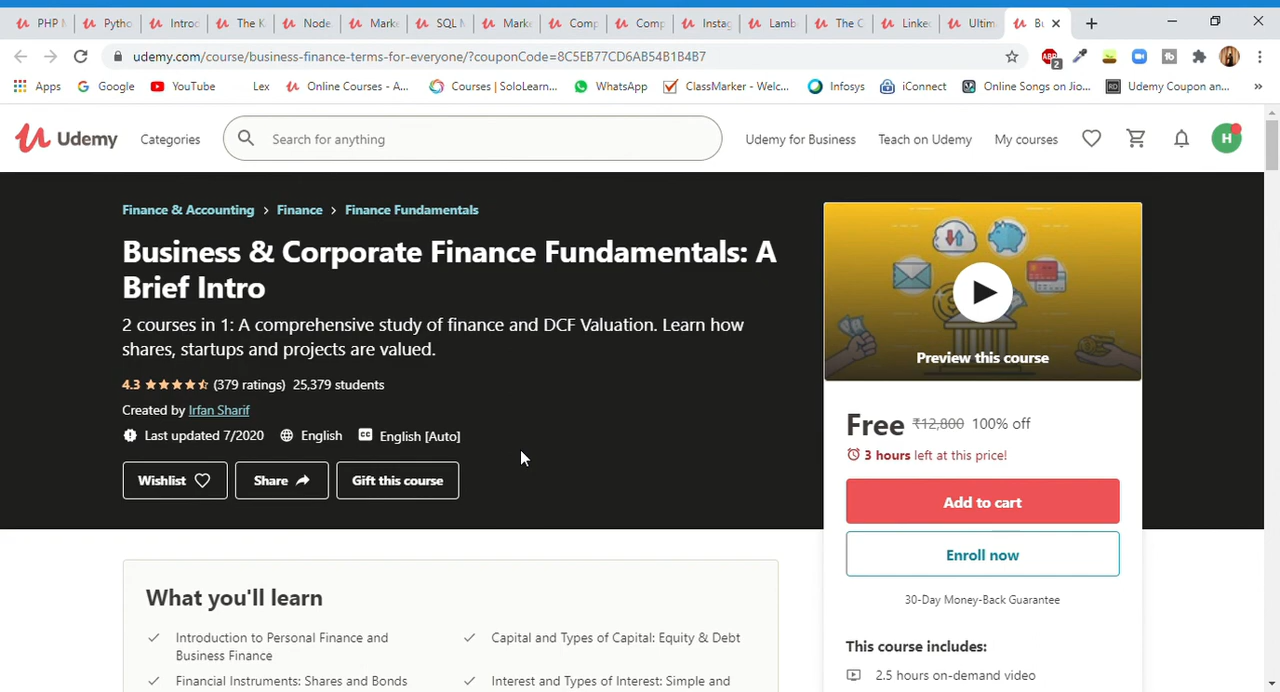 PHP
Pytho
Introd
The K
Node
Marke
SQL
Marke
Comp
Comp
Instag
Lamb
The C
Linke
Ultim
Bu
udemy.com/course/business-finance-terms-for-everyone/?couponCode=8C5EB77CD6AB54B1B4B7
ABP
2
Apps
Google
YouTube
Lex
Online Courses - A...
Courses | SoloLearn...
WhatsApp
ClassMarker - Welc...
Infosys
iConnect
Online Songs on Jio...
Udemy Coupon an...
»
Udemy
Categories
Search for anything
Udemy for Business
Teach on Udemy
My courses
H
Finance & Accounting > Finance > Finance Fundamentals
Business & Corporate Finance Fundamentals: A
Brief Intro
2 courses in 1: A comprehensive study of finance and DCF Valuation. Learn how
shares, startups and projects are valued.
4.3 (379 ratings) 25,379 students
Created by Irfan Sharif
Last updated 7/2020 English CC English [Auto]
Wishlist
Share
Gift this course
Preview this course
Free ₹12,800 100% off
3 hours left at this price!
Add to cart
Enroll now
30-Day Money-Back Guarantee
This course includes:
2.5 hours on-demand video
What you'll learn
Introduction to Personal Finance and
Business Finance
Capital and Types of Capital: Equity & Debt
Financial Instruments: Shares and Bonds
Interest and Types of Interest: Simple and